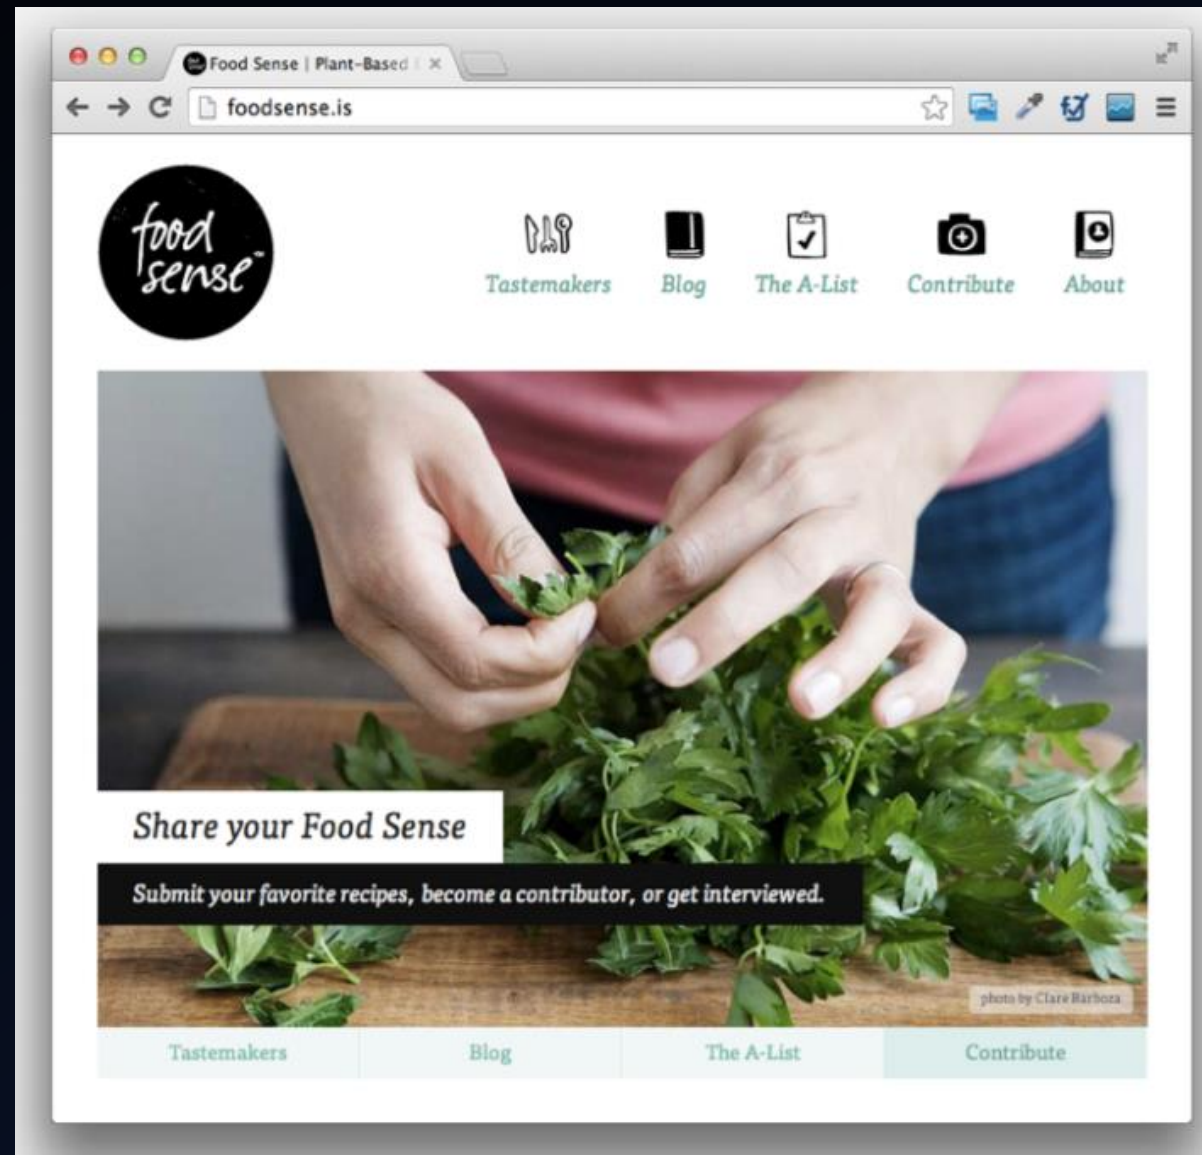 Food Sense | Plant-Based
foodsense.is
food
sense™
Tastemakers Blog The A-List Contribute About
Share your Food Sense
Submit your favorite recipes, become a contributor, or get interviewed.
photo by Clare Barboza
Tastemakers Blog The A-List Contribute